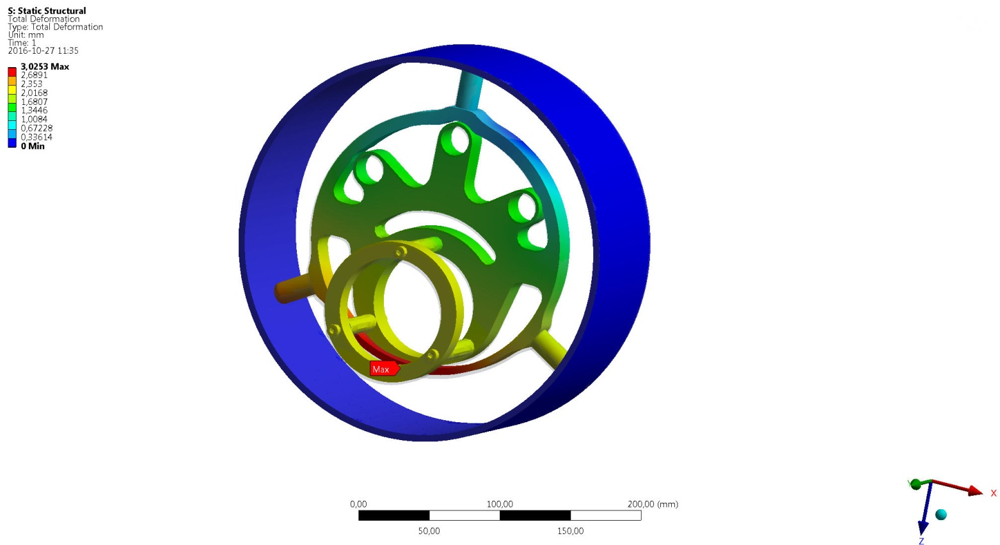 S: Static Structural
Total Deformation
Type: Total Deformation
Unit: mm
Time: 1
2016-10-27 11:35
3,0253 Max
2,6891
2,353
2,0168
1,6807
1,3446
1,0084
0,67228
0,33614
0 Min
Max
0,00 100,00 200,00 (mm)
50,00 150,00
X
Z